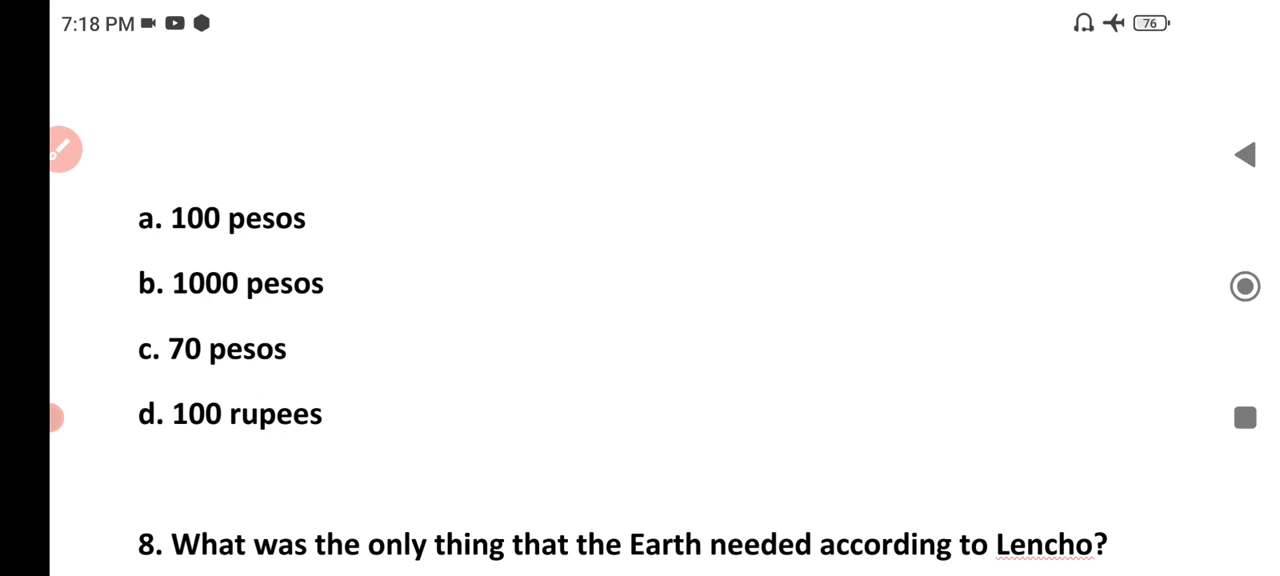 7:18 PM 76
a. 100 pesos
b. 1000 pesos
c. 70 pesos
d. 100 rupees
8. What was the only thing that the Earth needed according to Lencho?